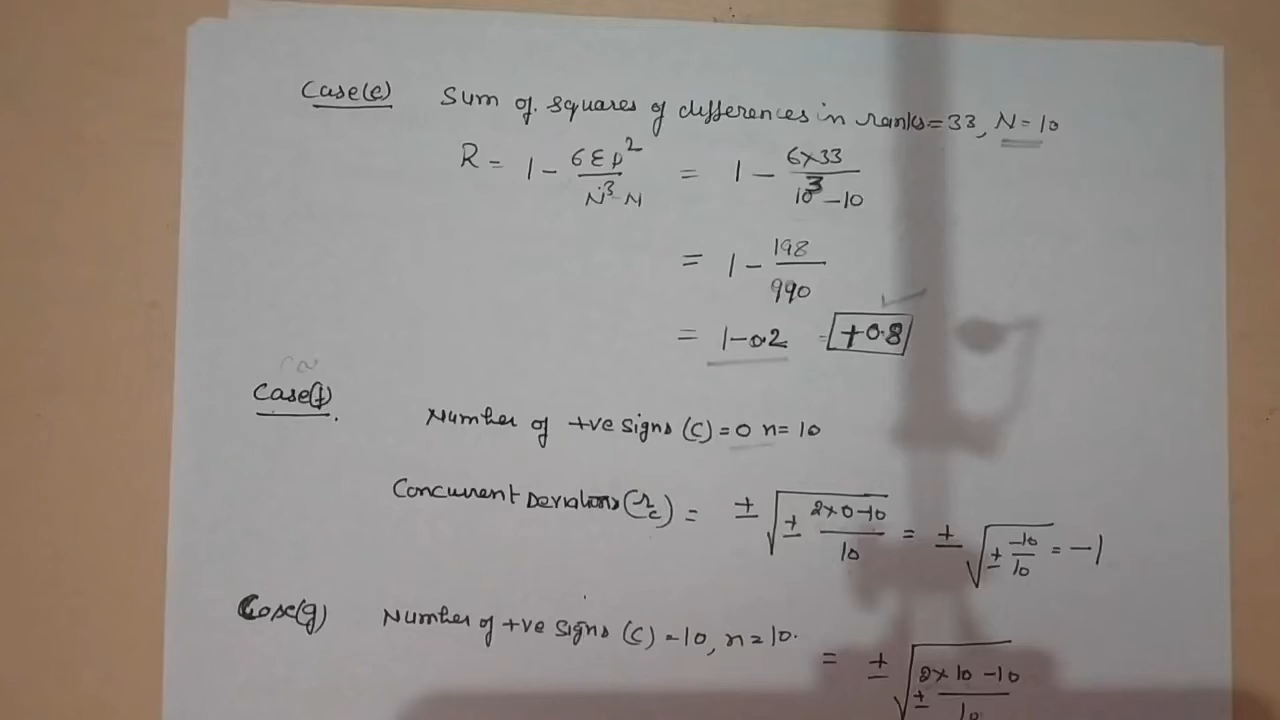 Case(e) Sum of squares of differences in ranks = 33, N = 10
R = 1 - 6ΣD² / N³-N = 1 - 6×33 / 10³-10
= 1 - 198 / 990
= 1-0.2 = +0.8
Case(f).
Number of +ve signs (C) = 0 n = 10
Concurrent Deviations (r_c) = ± √(± 2×0-10 / 10) = ± √(± -10 / 10) = -1
Case(g) Number of +ve signs (C) = 10, n = 10.
= ± √(± 2×10-10 / 10)